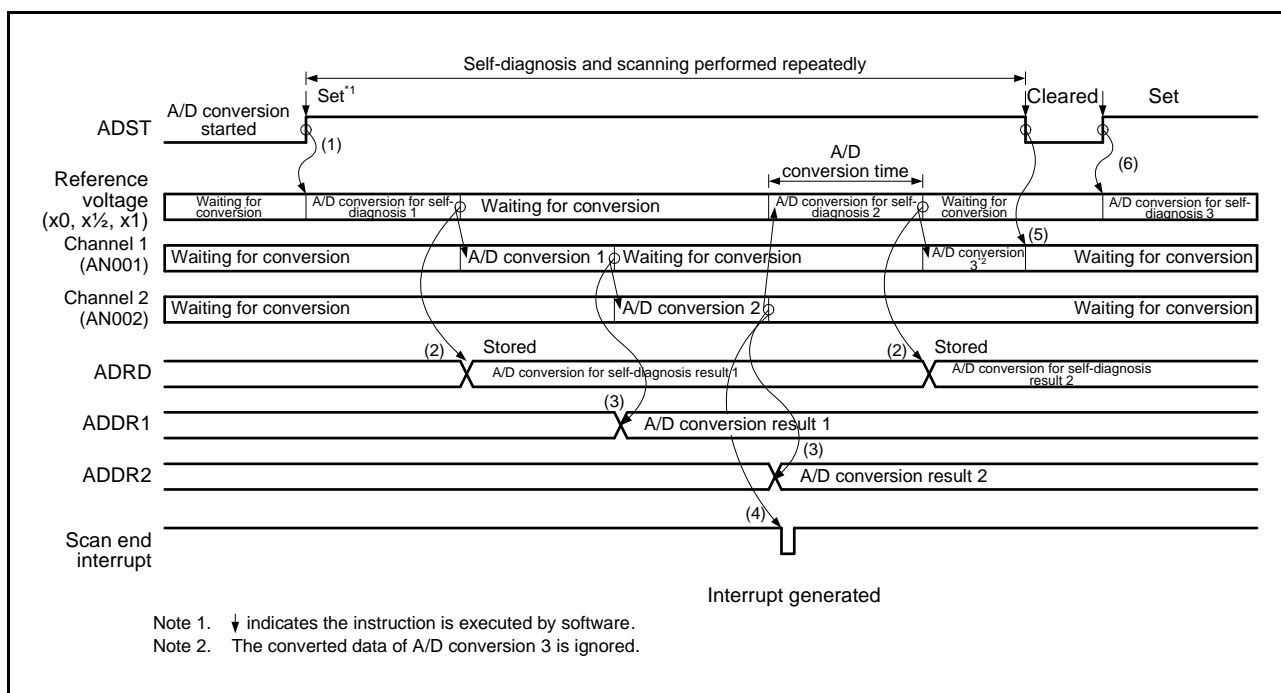 Self-diagnosis and scanning performed repeatedly
A/D conversion
started
Set*1
Cleared
Set
ADST
(1)
A/D
conversion time
(6)
Reference
voltage
(x0, x½, x1)
Waiting for
conversion
A/D conversion for self-
diagnosis 1
Waiting for conversion
A/D conversion for self-
diagnosis 2
Waiting for
conversion
A/D conversion for self-
diagnosis 3
(5)
Channel 1
(AN001)
Waiting for conversion
A/D conversion 1
Waiting for conversion
A/D conversion
3*2
Waiting for conversion
Channel 2
(AN002)
Waiting for conversion
A/D conversion 2
Waiting for conversion
(2)
Stored
(2)
Stored
ADRD
A/D conversion for self-diagnosis result 1
A/D conversion for self-diagnosis
result 2
(3)
ADDR1
A/D conversion result 1
(3)
ADDR2
A/D conversion result 2
(4)
Scan end
interrupt
Interrupt generated
Note 1. ↓ indicates the instruction is executed by software.
Note 2. The converted data of A/D conversion 3 is ignored.